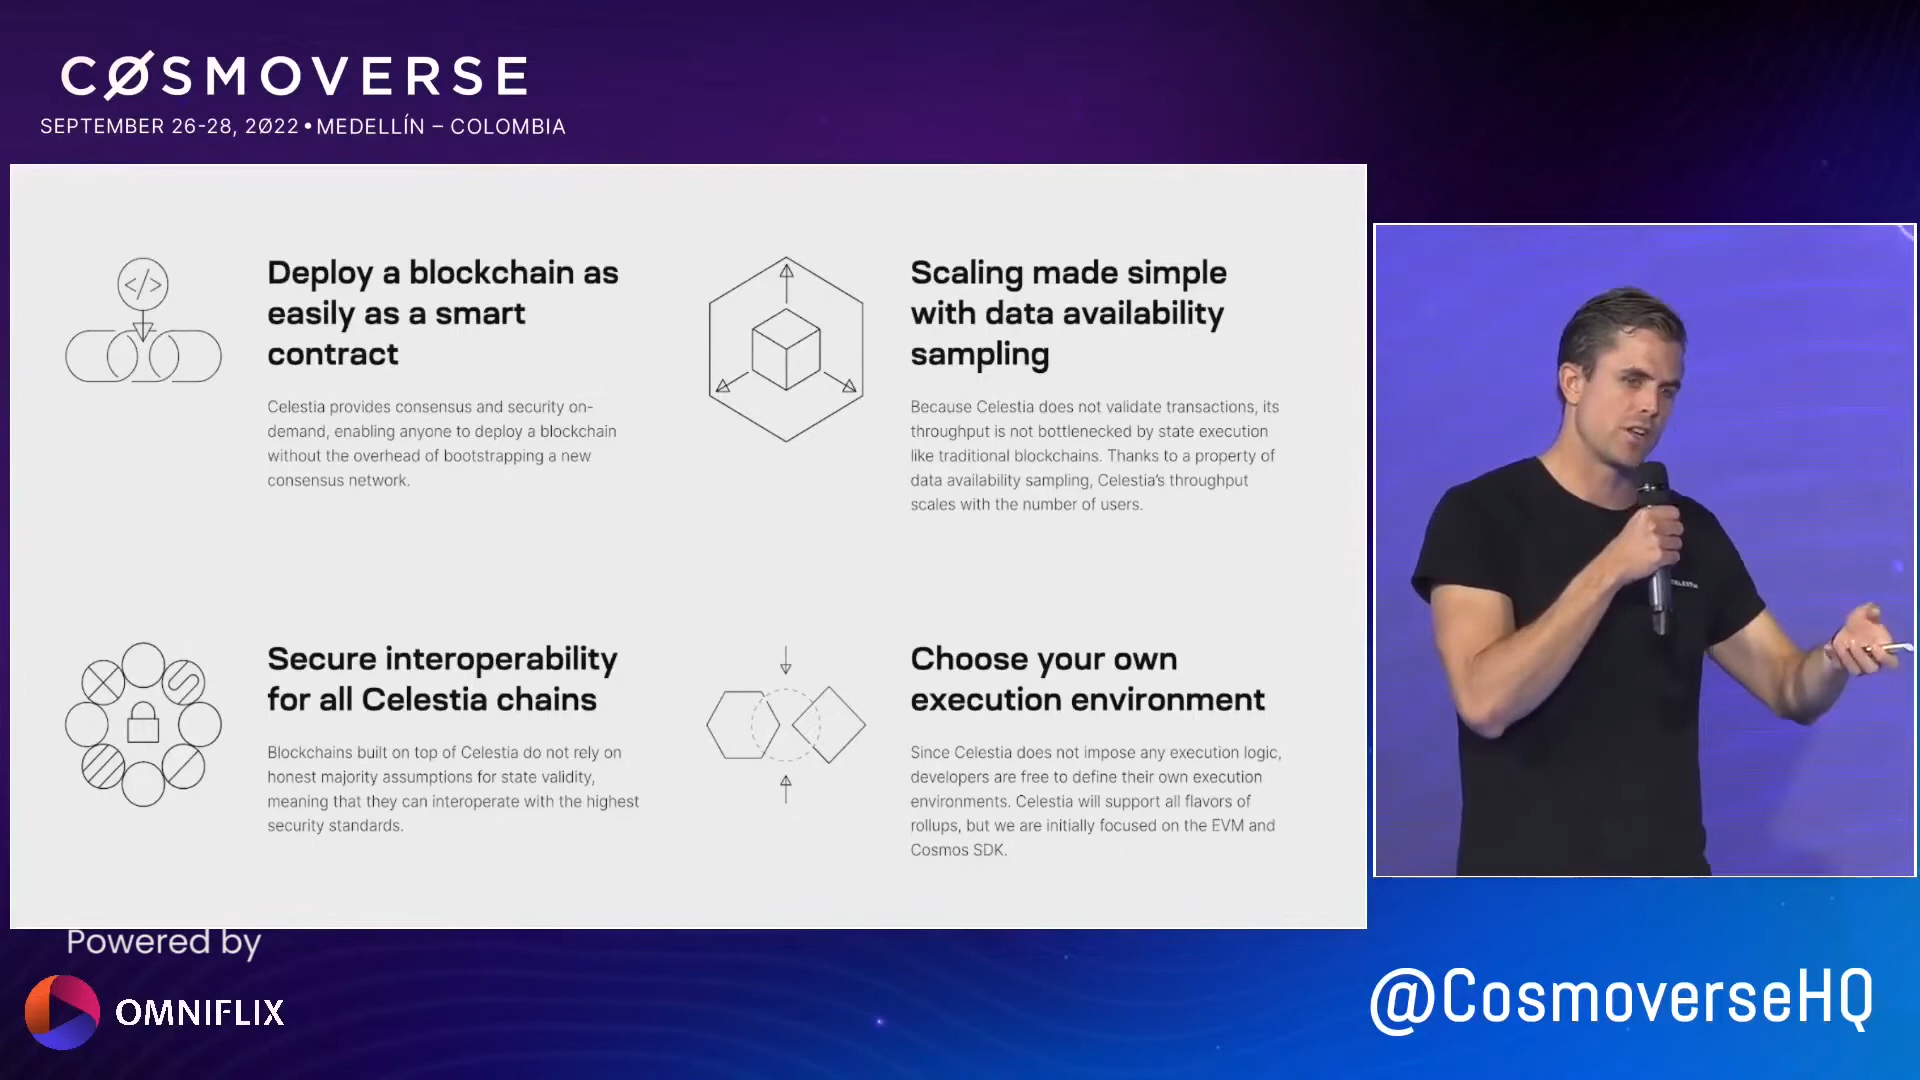 CØSMOVERSE
SEPTEMBER 26-28, 2Ø22 • MEDELLÍN – COLOMBIA
</>
Deploy a blockchain as
easily as a smart
contract
Celestia provides consensus and security on-
demand, enabling anyone to deploy a blockchain
without the overhead of bootstrapping a new
consensus network.
Scaling made simple
with data availability
sampling
Because Celestia does not validate transactions, its
throughput is not bottlenecked by state execution
like traditional blockchains. Thanks to a property of
data availability sampling, Celestia's throughput
scales with the number of users.
Secure interoperability
for all Celestia chains
Blockchains built on top of Celestia do not rely on
honest majority assumptions for state validity,
meaning that they can interoperate with the highest
security standards.
Choose your own
execution environment
Since Celestia does not impose any execution logic,
developers are free to define their own execution
environments. Celestia will support all flavors of
rollups, but we are initially focused on the EVM and
Cosmos SDK.
CELESTIA
Powered by
OMNIFLIX
@CosmoverseHQ